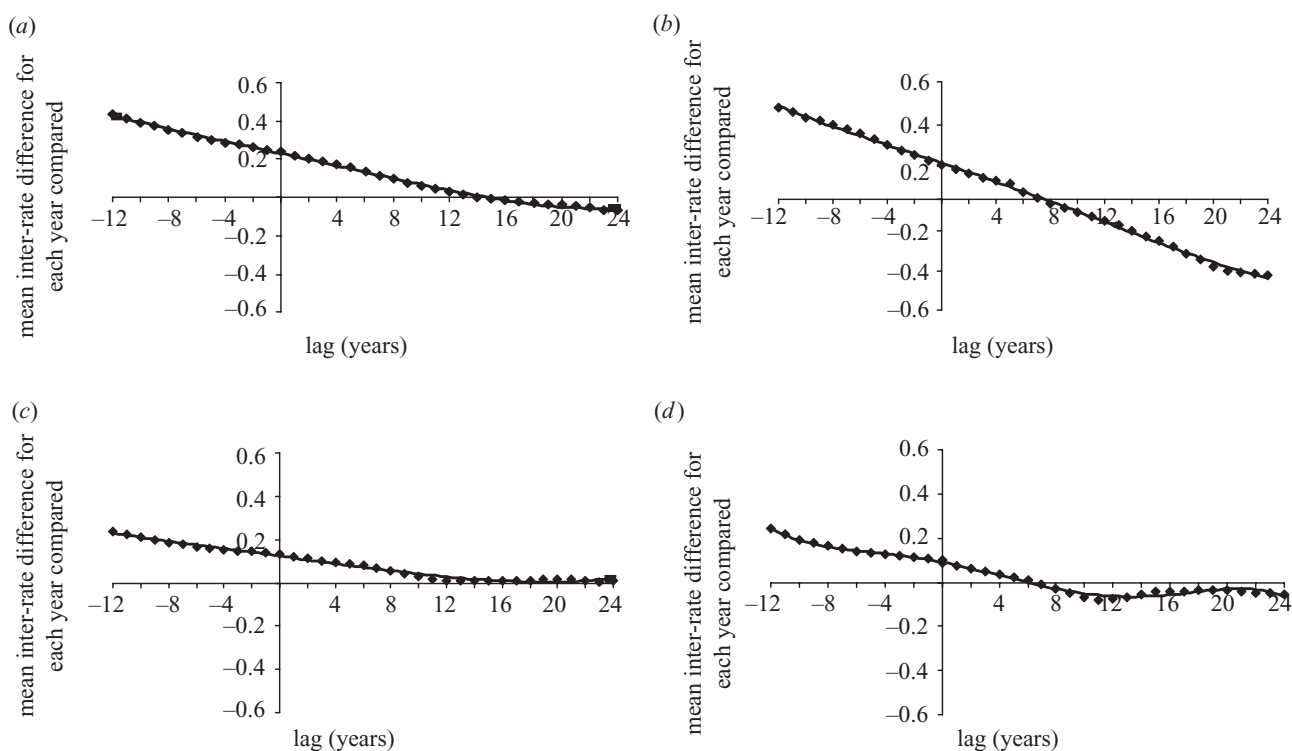 (a)
mean inter-rate difference for
each year compared
0.6
0.4
0.2
–12 –8 –4 4 8 12 16 20 24
–0.2
–0.4
–0.6
lag (years)
(b)
mean inter-rate difference for
each year compared
0.6
0.4
0.2
–12 –8 –4 4 8 12 16 20 24
–0.2
–0.4
–0.6
lag (years)
(c)
mean inter-rate difference for
each year compared
0.6
0.4
0.2
–12 –8 –4 4 8 12 16 20 24
–0.2
–0.4
–0.6
lag (years)
(d)
mean inter-rate difference for
each year compared
0.6
0.4
0.2
–12 –8 –4 4 8 12 16 20 24
–0.2
–0.4
–0.6
lag (years)